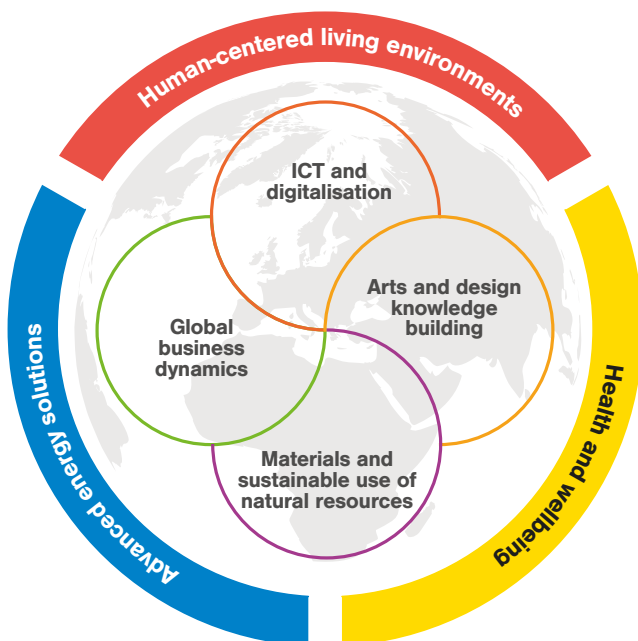 Human-centered living environments
ICT and
digitalisation
Arts and design
knowledge
building
Global
business
dynamics
Materials and
sustainable use of
natural resources
Advanced energy solutions
Health and wellbeing